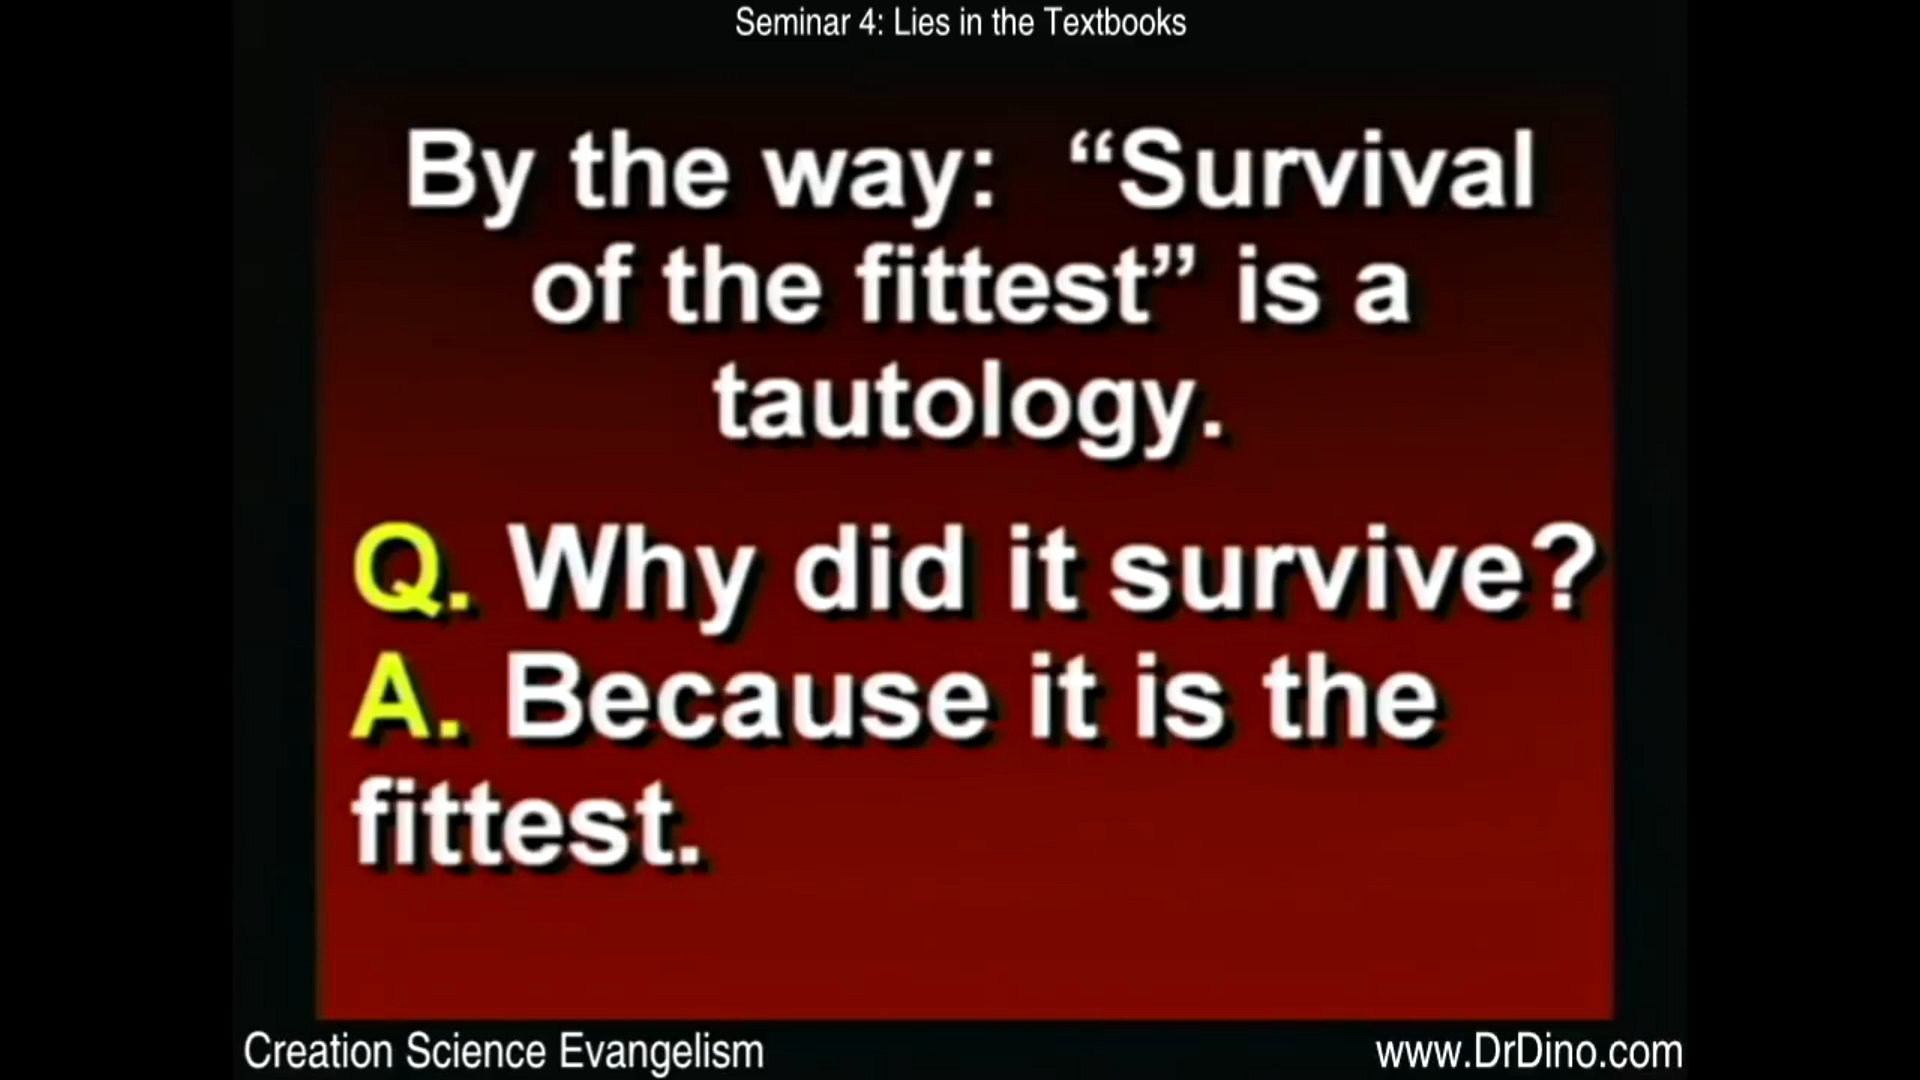 Seminar 4: Lies in the Textbooks
By the way: “Survival
of the fittest” is a
tautology.
Q. Why did it survive?
A. Because it is the
fittest.
Creation Science Evangelism
www.DrDino.com